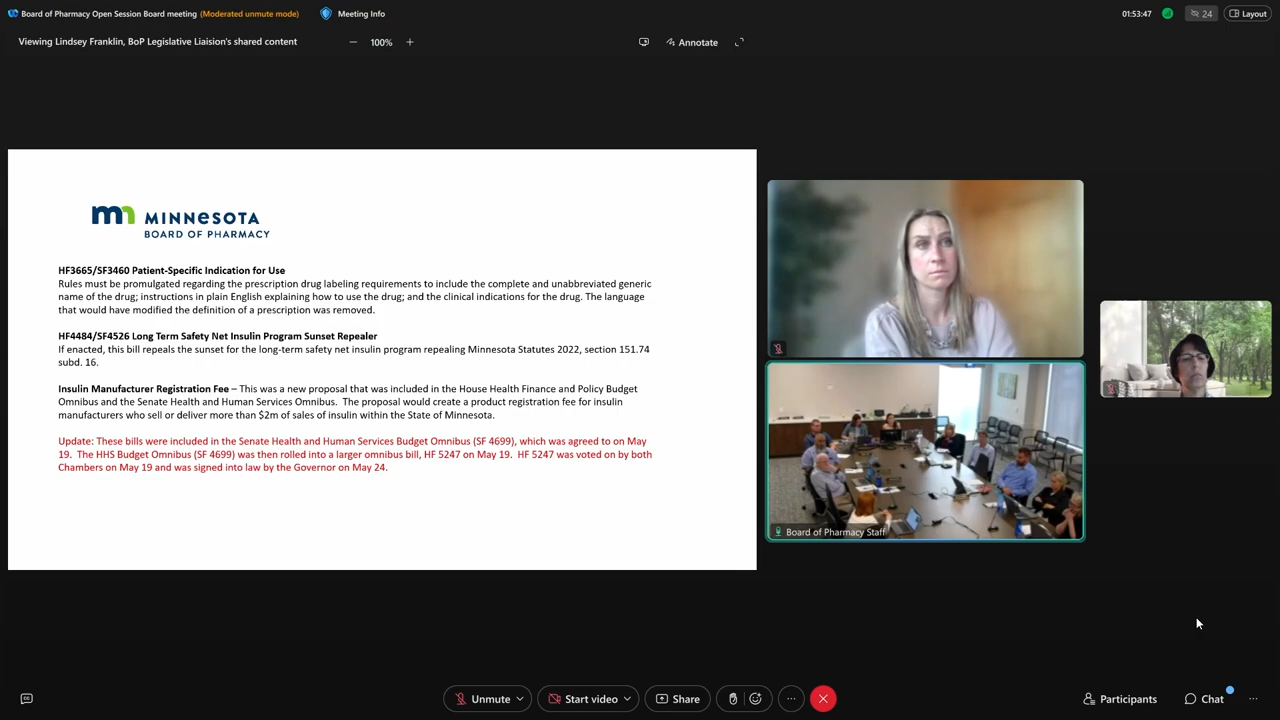 Board of Pharmacy Open Session Board meeting (Moderated unmute mode)
Meeting Info
01:53:47
24
Layout
Viewing Lindsey Franklin, BoP Legislative Liaision's shared content
100%
Annotate
mn MINNESOTA
BOARD OF PHARMACY
HF3665/SF3460 Patient-Specific Indication for Use
Rules must be promulgated regarding the prescription drug labeling requirements to include the complete and unabbreviated generic
name of the drug; instructions in plain English explaining how to use the drug; and the clinical indications for the drug. The language
that would have modified the definition of a prescription was removed.
HF4484/SF4526 Long Term Safety Net Insulin Program Sunset Repealer
If enacted, this bill repeals the sunset for the long-term safety net insulin program repealing Minnesota Statutes 2022, section 151.74
subd. 16.
Insulin Manufacturer Registration Fee – This was a new proposal that was included in the House Health Finance and Policy Budget
Omnibus and the Senate Health and Human Services Omnibus. The proposal would create a product registration fee for insulin
manufacturers who sell or deliver more than $2m of sales of insulin within the State of Minnesota.
Update: These bills were included in the Senate Health and Human Services Budget Omnibus (SF 4699), which was agreed to on May
19. The HHS Budget Omnibus (SF 4699) was then rolled into a larger omnibus bill, HF 5247 on May 19. HF 5247 was voted on by both
Chambers on May 19 and was signed into law by the Governor on May 24.
Board of Pharmacy Staff
Unmute
Start video
Share
Participants
Chat